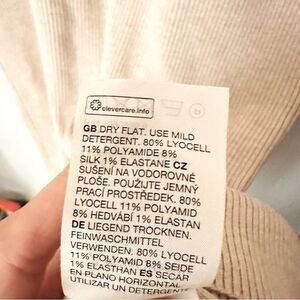 clevercare.info
GB DRY FLAT. USE MILD
DETERGENT. 80% LYOCELL
11% POLYAMIDE 8%
SILK 1% ELASTANE CZ
SUŠENÍ NA VODOROVNÉ
PLOŠE. POUŽIJTE JEMNÝ
PRACÍ PROSTŘEDEK. 80%
LYOCELL 11% POLYAMID
8% HEDVÁBÍ 1% ELASTAN
DE LIEGEND TROCKNEN.
FEINWASCHMITTEL
VERWENDEN. 80% LYOCELL
11% POLYAMID 8% SEIDE
1% ELASTHAN ES SECAR
EN PLANO HORIZONTAL.
UTILIZAR UN DETERGENTE